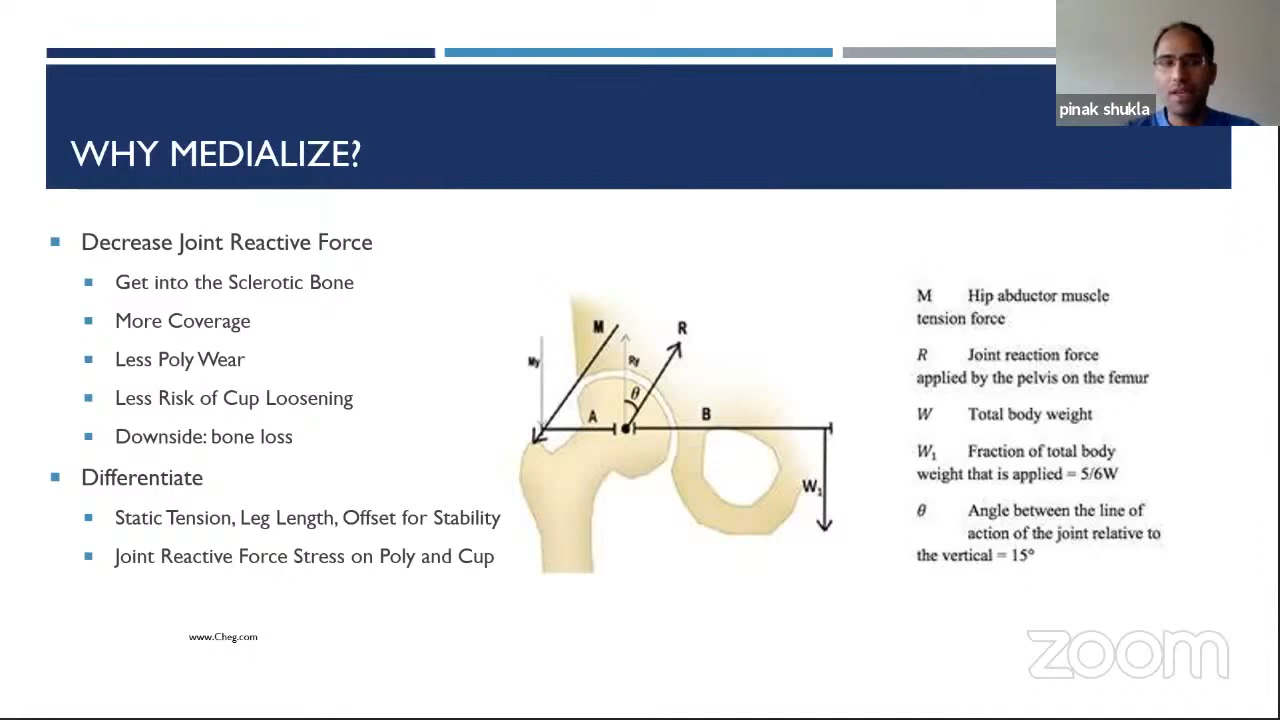 pinak shukla
WHY MEDIALIZE?
Decrease Joint Reactive Force
Get into the Sclerotic Bone
More Coverage
Less Poly Wear
Less Risk of Cup Loosening
Downside: bone loss
Differentiate
Static Tension, Leg Length, Offset for Stability
Joint Reactive Force Stress on Poly and Cup
M
R
My
Ry
θ
A
B
W₁
M Hip abductor muscle
tension force
R Joint reaction force
applied by the pelvis on the femur
W Total body weight
W₁ Fraction of total body
weight that is applied = 5/6W
θ Angle between the line of
action of the joint relative to
the vertical = 15°
www.Cheg.com
zoom